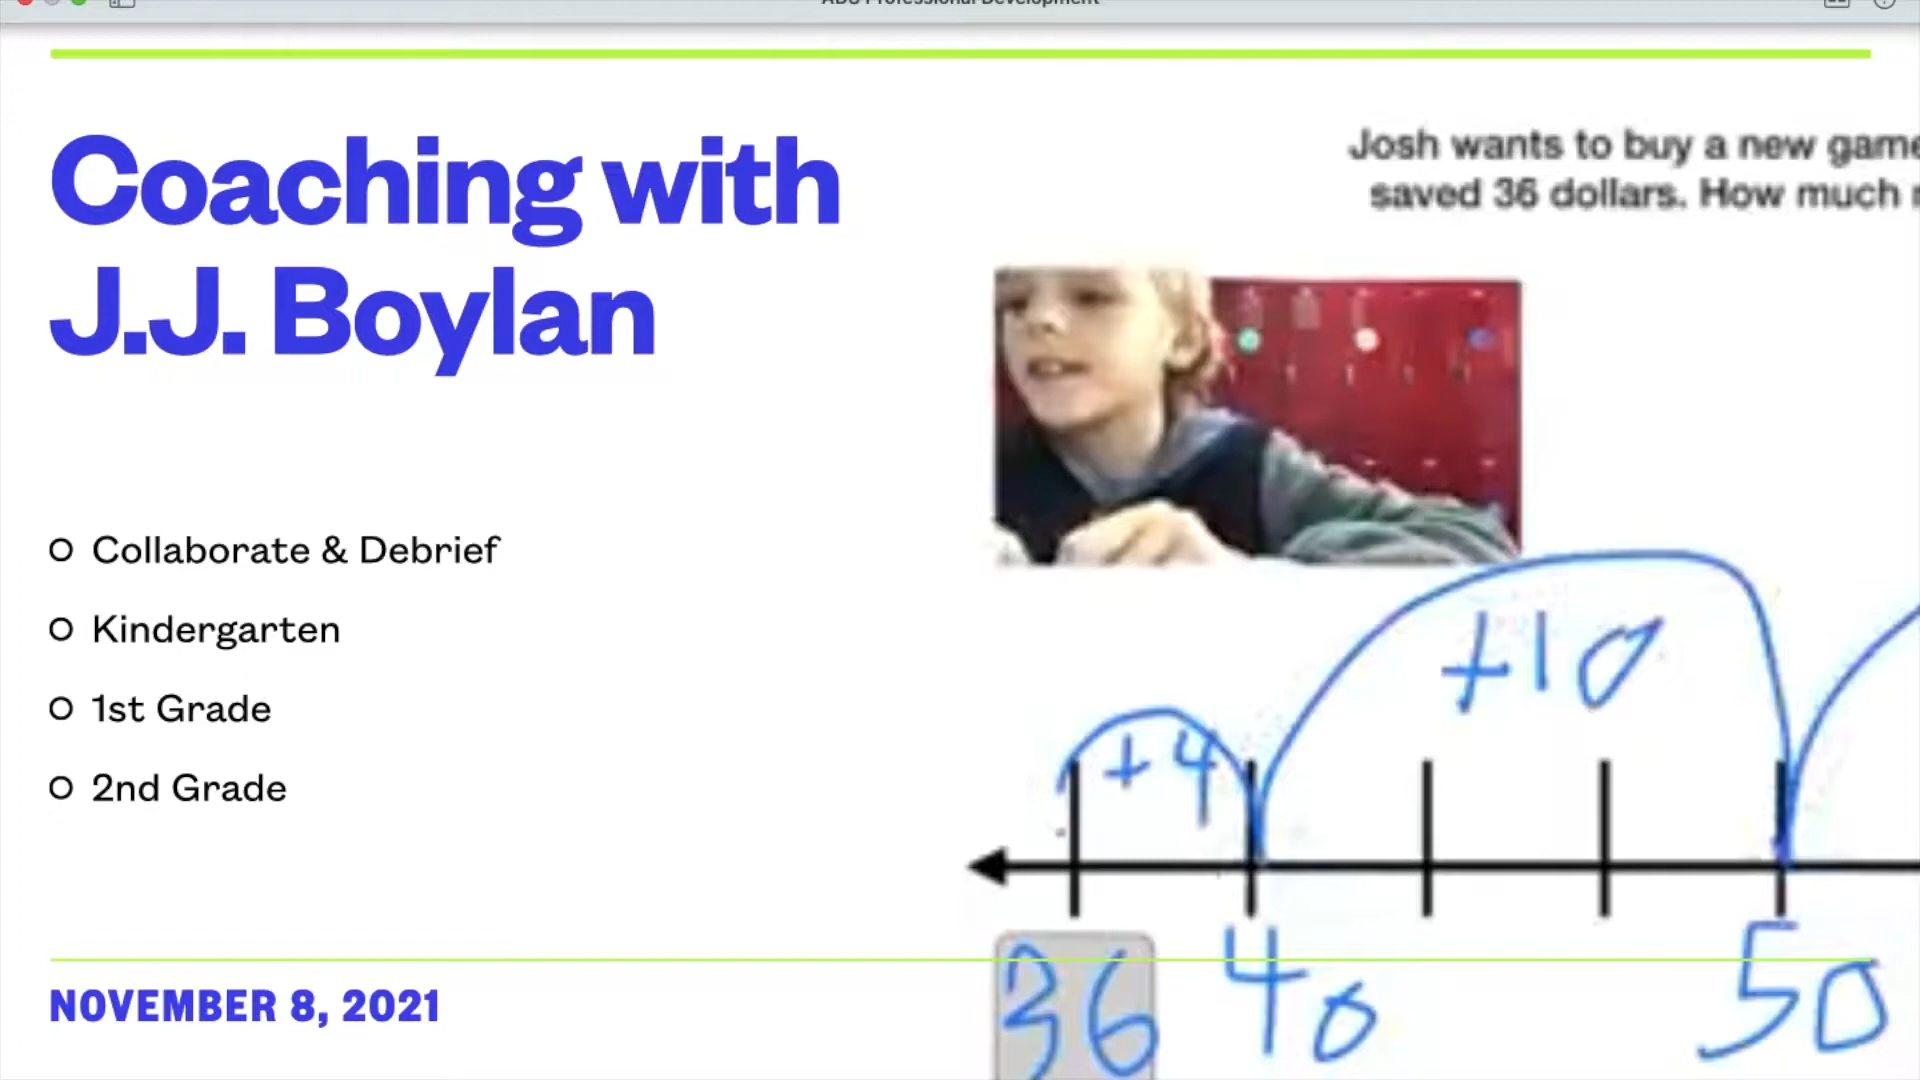 Coaching with
J.J. Boylan
Collaborate & Debrief
Kindergarten
1st Grade
2nd Grade
NOVEMBER 8, 2021
Josh wants to buy a new game
saved 36 dollars. How much
+10
+4
36 40 50